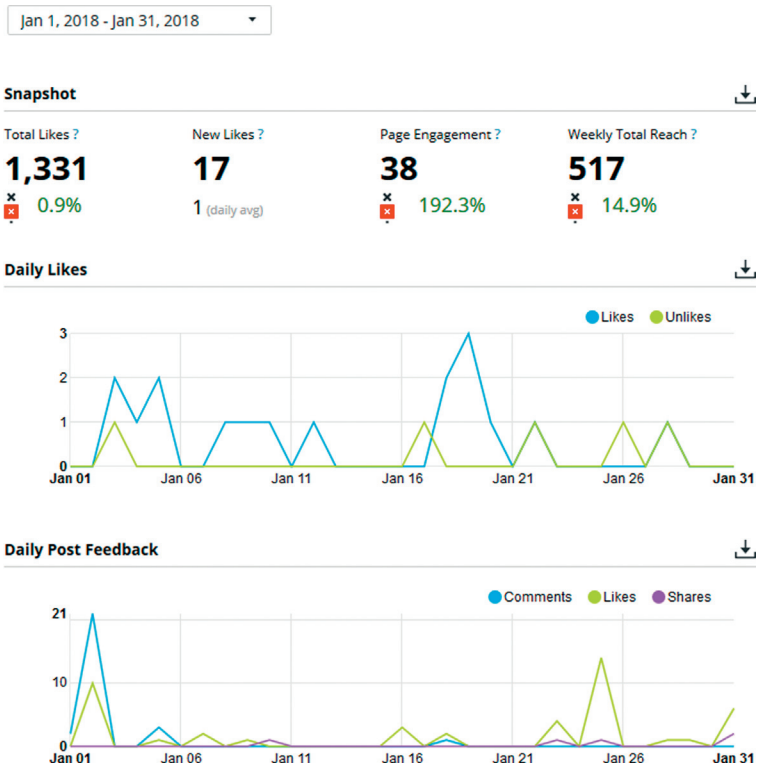 Jan 1, 2018 - Jan 31, 2018
Snapshot
Total Likes ? New Likes ? Page Engagement ? Weekly Total Reach ?
1,331 17 38 517
0.9% 1 (daily avg) 192.3% 14.9%
Daily Likes
Likes Unlikes
3
2
1
0
Jan 01 Jan 06 Jan 11 Jan 16 Jan 21 Jan 26 Jan 31
Daily Post Feedback
Comments Likes Shares
21
10
0
Jan 01 Jan 06 Jan 11 Jan 16 Jan 21 Jan 26 Jan 31